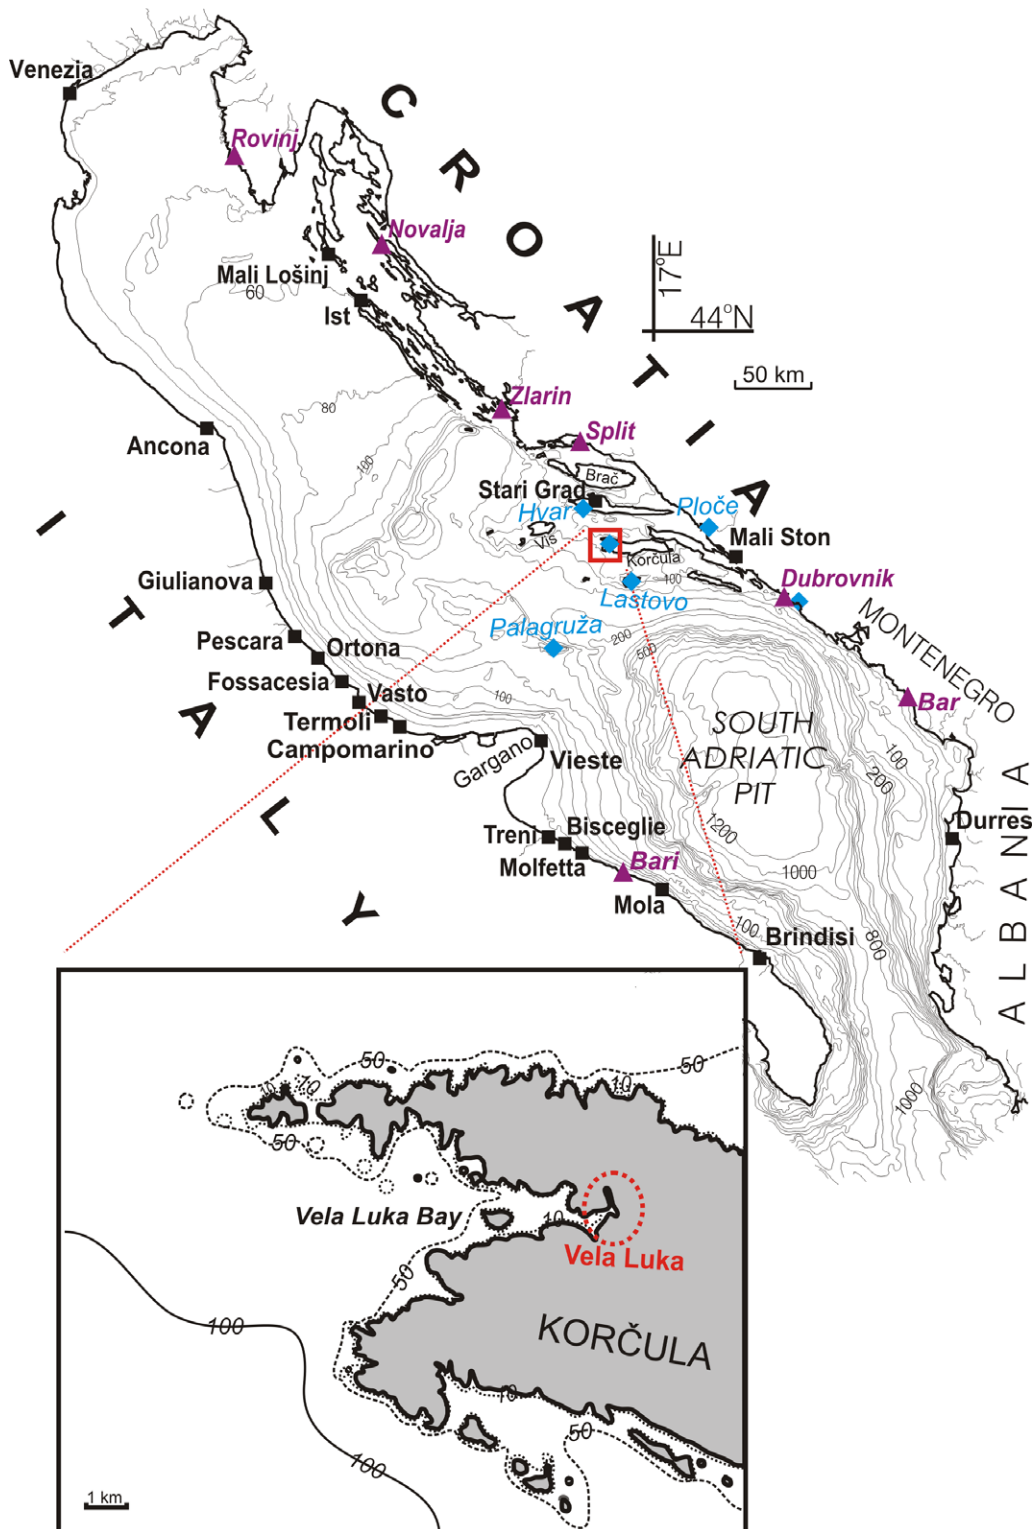 CROATIA
Venezia
Rovinj
Novalja
Mali Lošinj
60
Ist
17°E
44°N
50 km
Zlarin
80
Split
Ancona
100
Brač
Stari Grad
Hvar
Ploče
Vis
Mali Ston
Korčula
100
Giulianova
Lastovo
Dubrovnik
ITALY
Palagruža
200
500
MONTENEGRO
Pescara
Ortona
Fossacesia
Vasto
100
Bar
Termoli
Campomarino
SOUTH
ADRIATIC
PIT
100
200
Gargano
Vieste
1200
Durres
ALBANIA
Treni
Bisceglie
Molfetta
Bari
1000
Mola
100
Brindisi
800
1000
50
50
10
10
10
50
Vela Luka Bay
10
Vela Luka
50
100
KORČULA
10
50
100
1 km